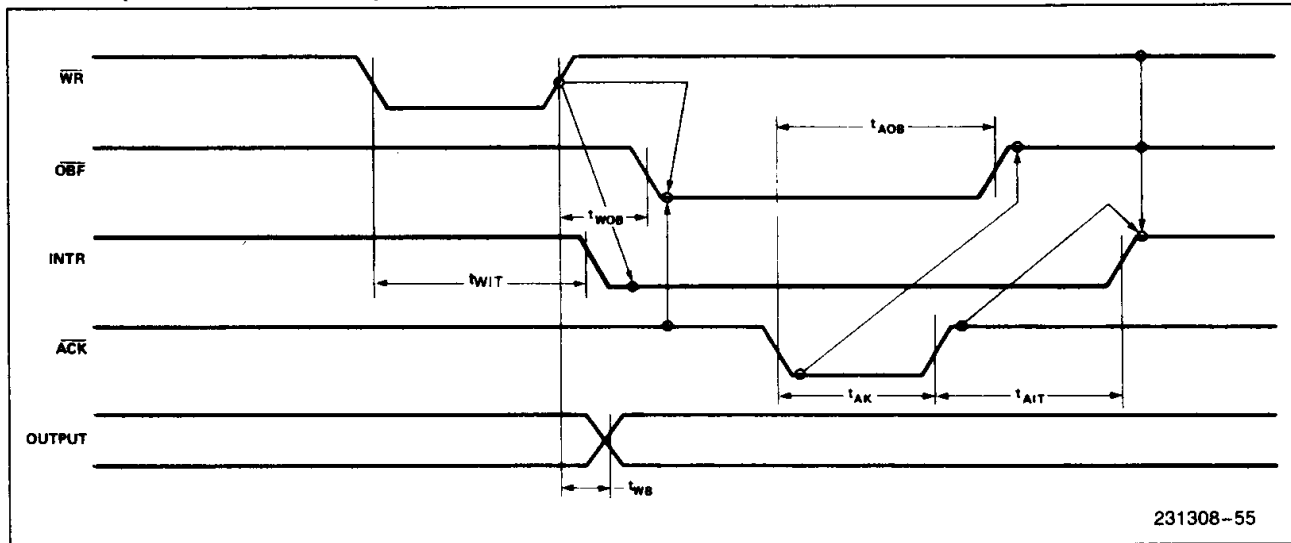 WR
tAOB
OBF
tWOB
INTR
tWIT
ACK
tAK
tAIT
OUTPUT
tWB
231308-55